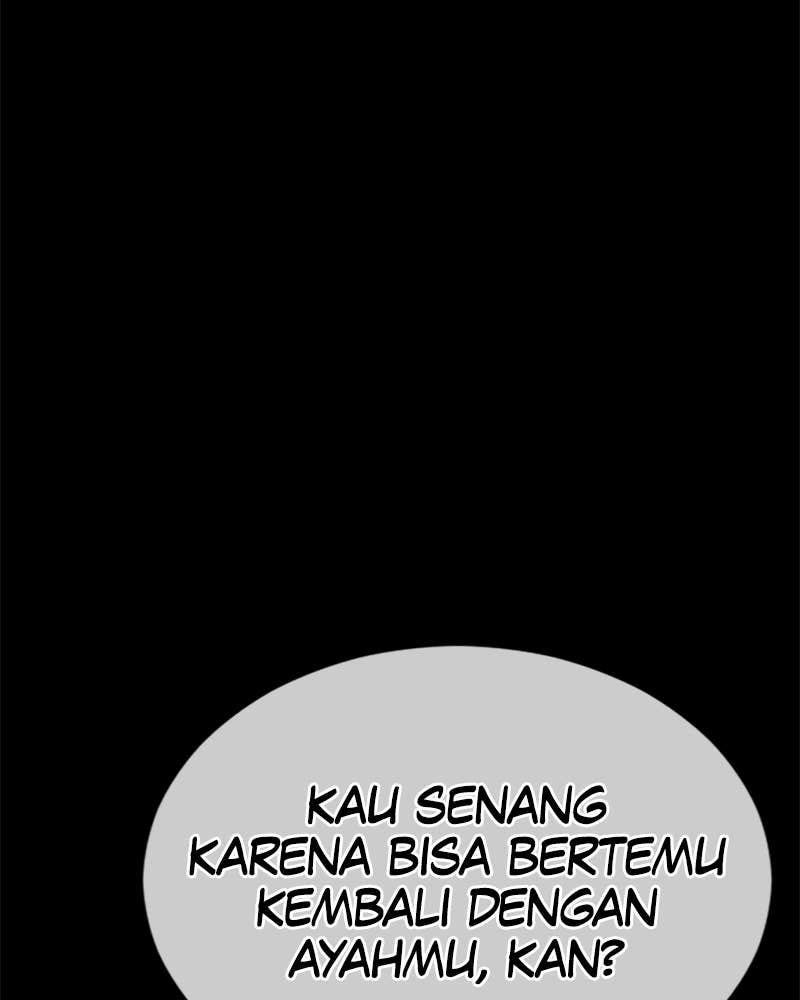 KAU SENANG
KARENA BISA BERTEMU
KEMBALI DENGAN
AYAHMU, KAN?